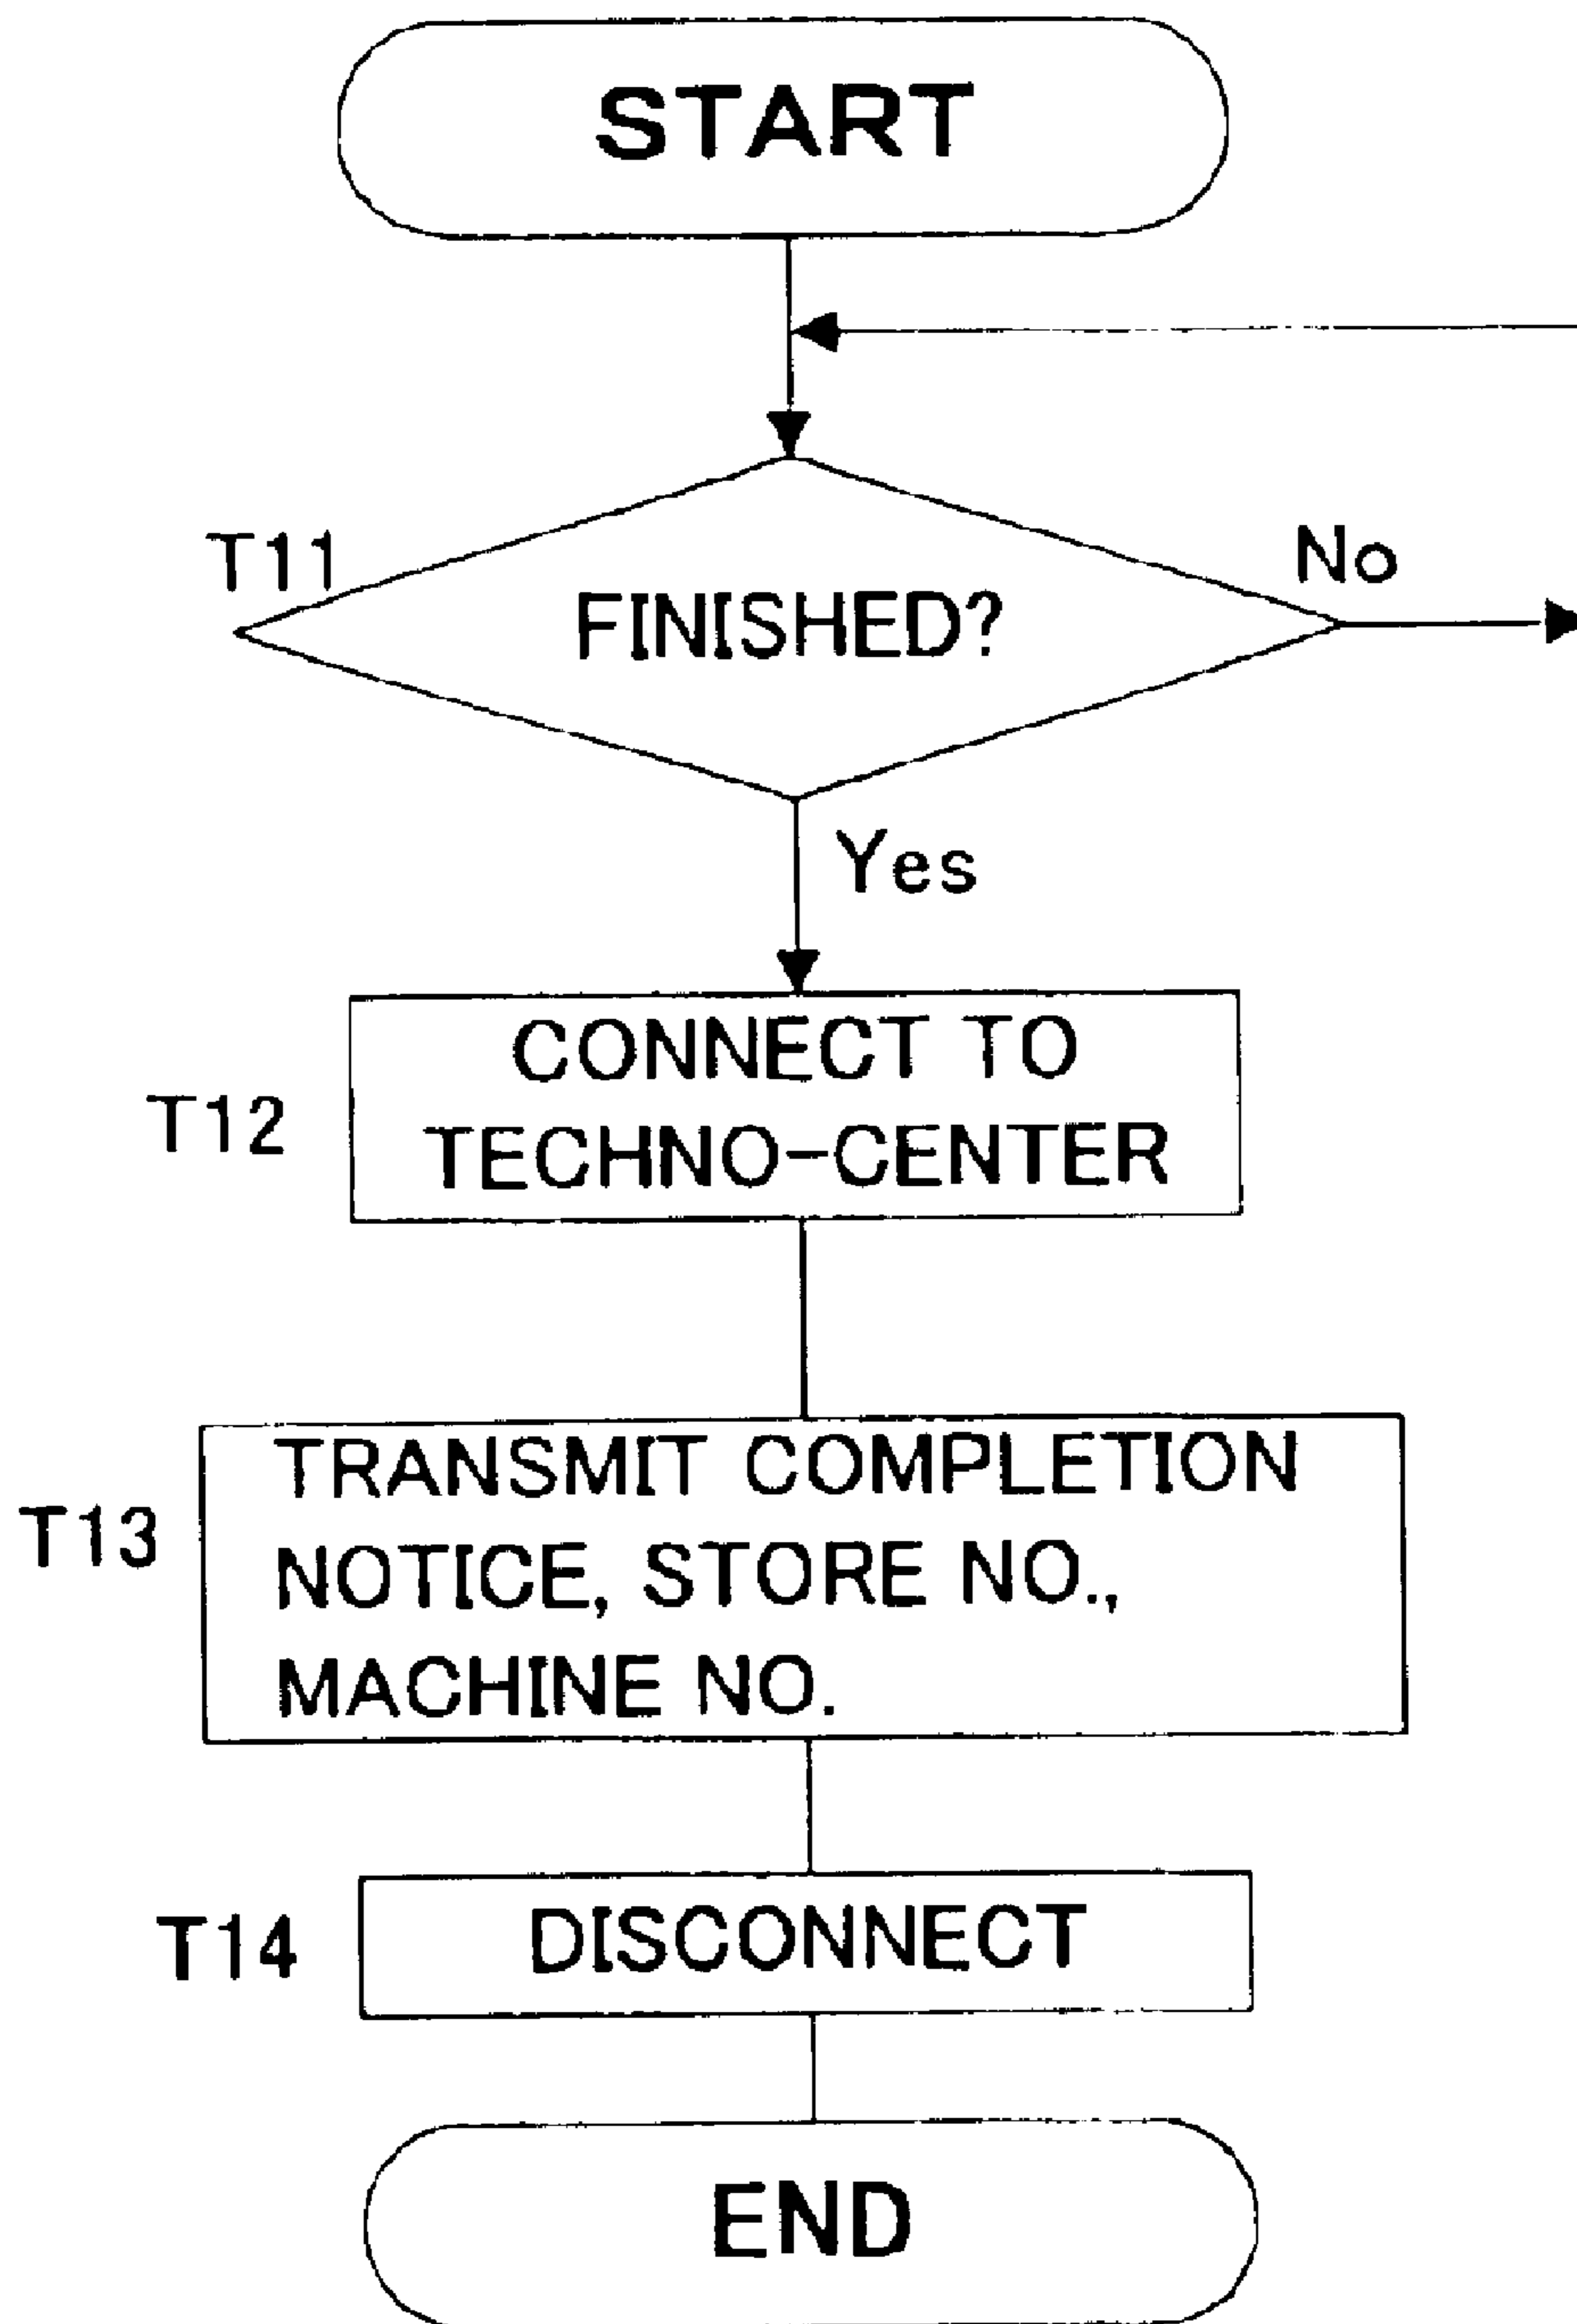 START
T11
FINISHED?
No
Yes
T12
CONNECT TO
TECHNO-CENTER
T13
TRANSMIT COMPLETION
NOTICE, STORE NO.,
MACHINE NO.
T14
DISCONNECT
END